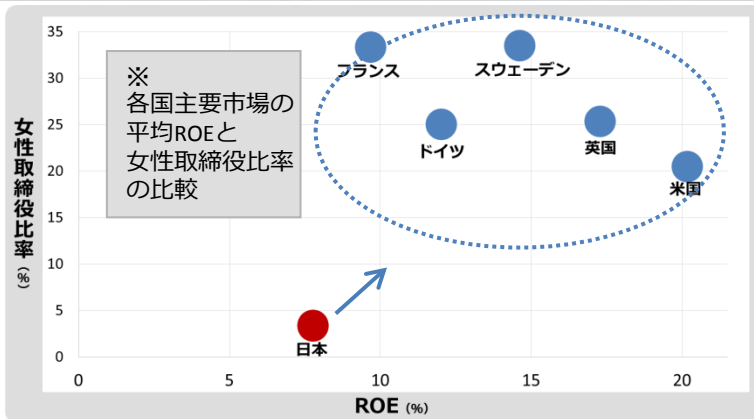 35
30
25
20
15
10
5
0
女性取締役比率(%)
※
各国主要市場の
平均ROEと
女性取締役比率
の比較
フランス
スウェーデン
ドイツ
英国
米国
日本
0
5
10
15
20
ROE (%)